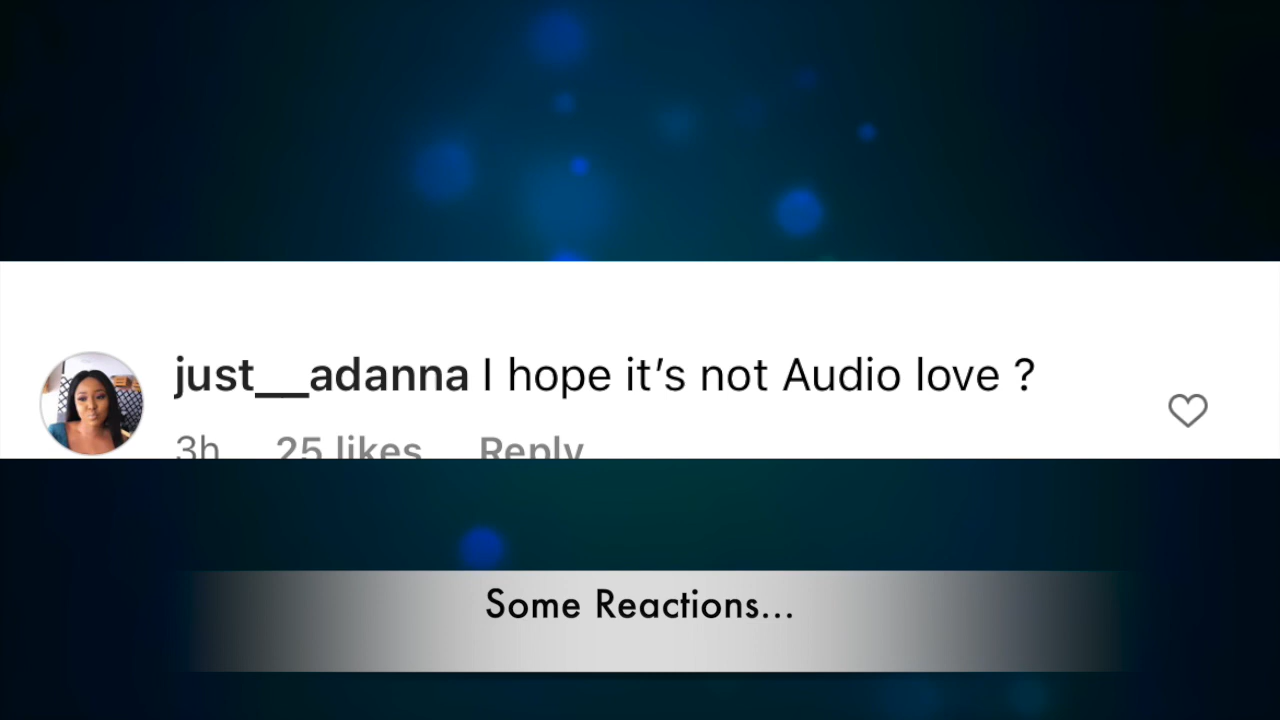 just__adanna I hope it’s not Audio love ?
3h 25 likes Reply
Some Reactions...